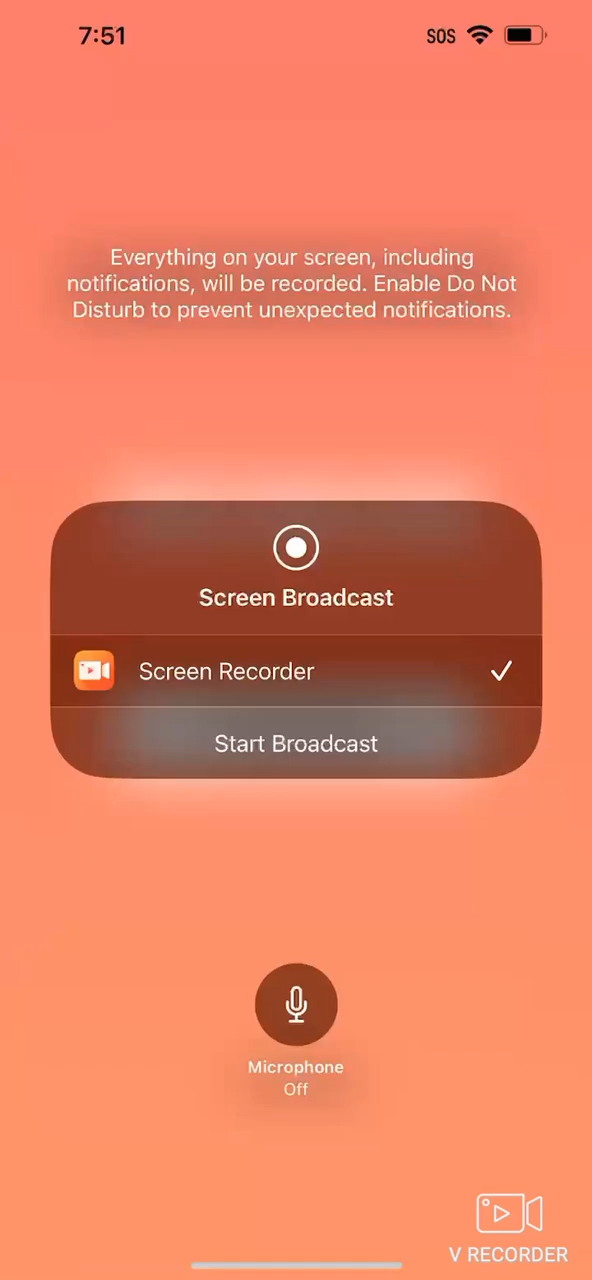 7:51
SOS
Everything on your screen, including
notifications, will be recorded. Enable Do Not
Disturb to prevent unexpected notifications.
Screen Broadcast
Screen Recorder
Start Broadcast
Microphone
Off
V RECORDER